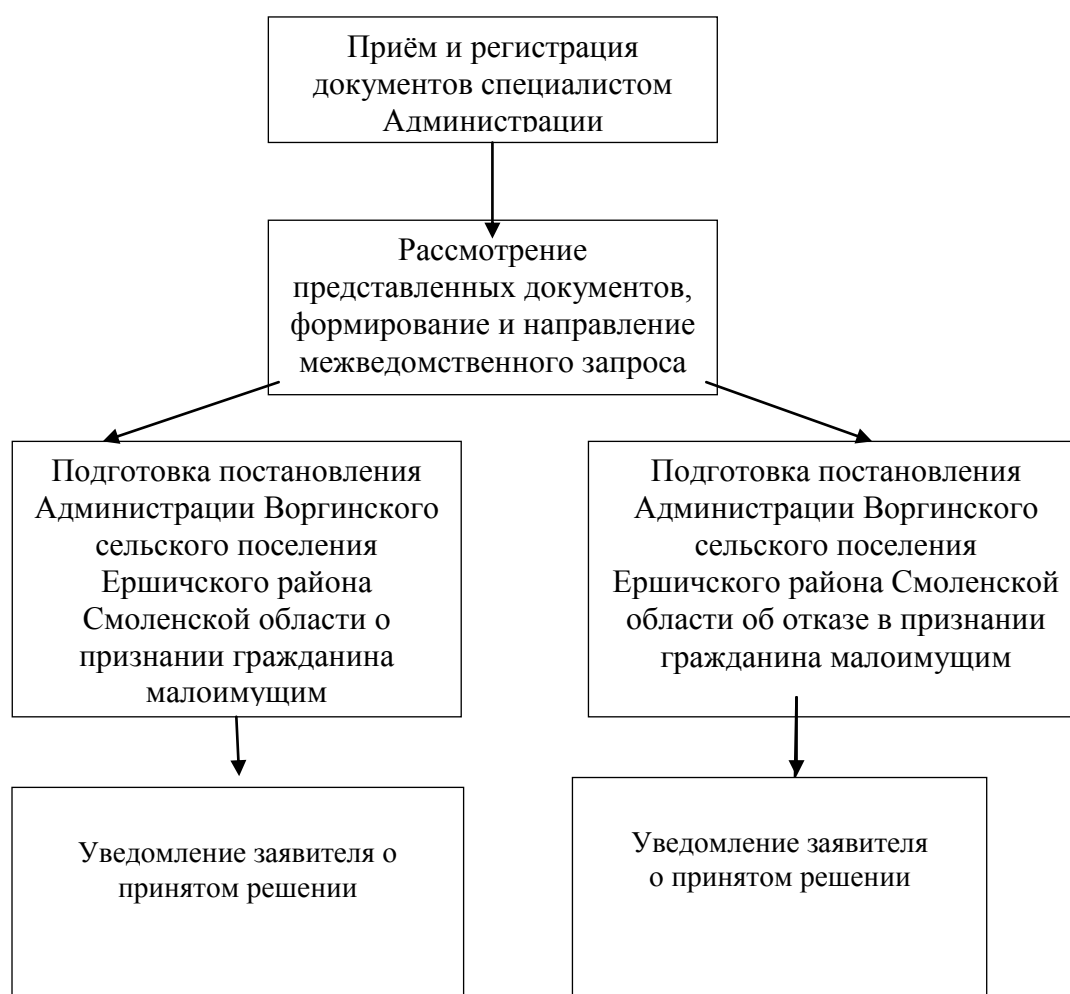 Приём и регистрация
документов специалистом
Администрации
Рассмотрение
представленных документов,
формирование и направление
межведомственного запроса
Подготовка постановления
Администрации Воргинского
сельского поселения
Ершичского района
Смоленской области о
признании гражданина
малоимущим
Подготовка постановления
Администрации Воргинского
сельского поселения
Ершичского района Смоленской
области об отказе в признании
гражданина малоимущим
Уведомление заявителя о
принятом решении
Уведомление заявителя
о принятом решении